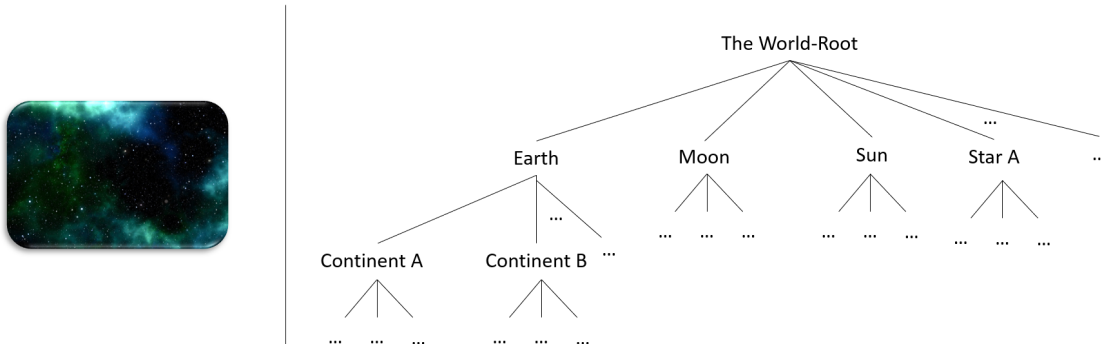 The World-Root
...
Earth Moon Sun Star A ..
...
... ... ... ... ... ... ... ... ...
Continent A Continent B ...
... ... ... ... ... ...